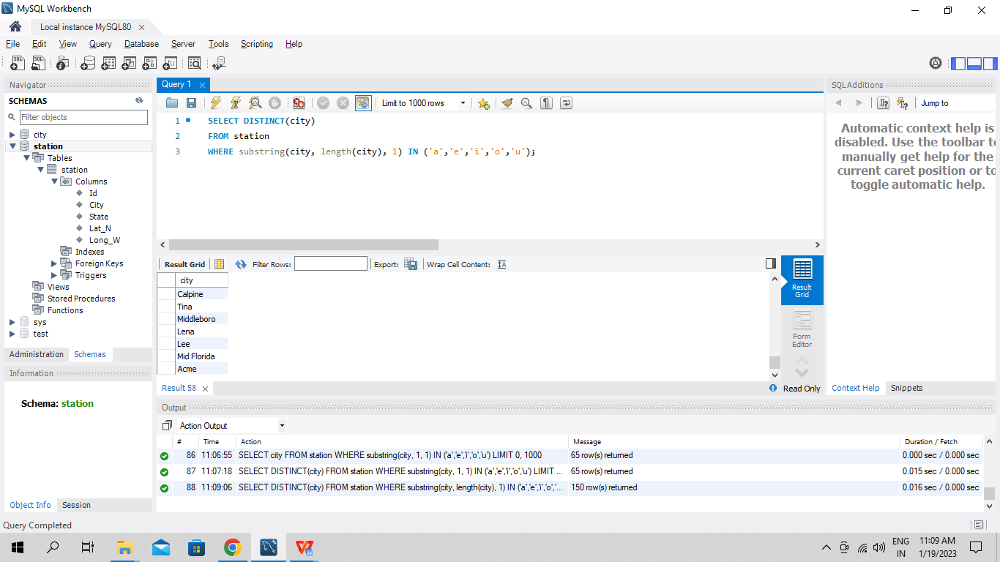 MySQL Workbench
Local instance MySQL80
File Edit View Query Database Server Tools Scripting Help
Navigator
SCHEMAS
Filter objects
city
station
Tables
station
Columns
Id
City
State
Lat_N
Long_W
Indexes
Foreign Keys
Triggers
Views
Stored Procedures
Functions
sys
test
Administration Schemas
Information
Schema: station
Object Info Session
Query 1
Limit to 1000 rows
1 SELECT DISTINCT(city)
2 FROM station
3 WHERE substring(city, length(city), 1) IN ('a','e','i','o','u');
Result Grid Filter Rows: Export: Wrap Cell Content:
city
Calpine
Tina
Middleboro
Lena
Lee
Mid Florida
Acme
Result Grid
Form Editor
Result 58
Read Only
SQLAdditions
Jump to
Automatic context help is
disabled. Use the toolbar to
manually get help for the
current caret position or to
toggle automatic help.
Context Help Snippets
Output
Action Output
# Time Action Message Duration / Fetch
86 11:06:55 SELECT city FROM station WHERE substring(city, 1, 1) IN ('a','e','i','o','u') LIMIT 0, 1000 65 row(s) returned 0.000 sec / 0.000 sec
87 11:07:18 SELECT DISTINCT(city) FROM station WHERE substring(city, 1, 1) IN ('a','e','i','o','u') LIMIT ... 65 row(s) returned 0.015 sec / 0.000 sec
88 11:09:06 SELECT DISTINCT(city) FROM station WHERE substring(city, length(city), 1) IN ('a','e','i','o','... 150 row(s) returned 0.016 sec / 0.000 sec
Query Completed
ENG
IN
11:09 AM
1/19/2023